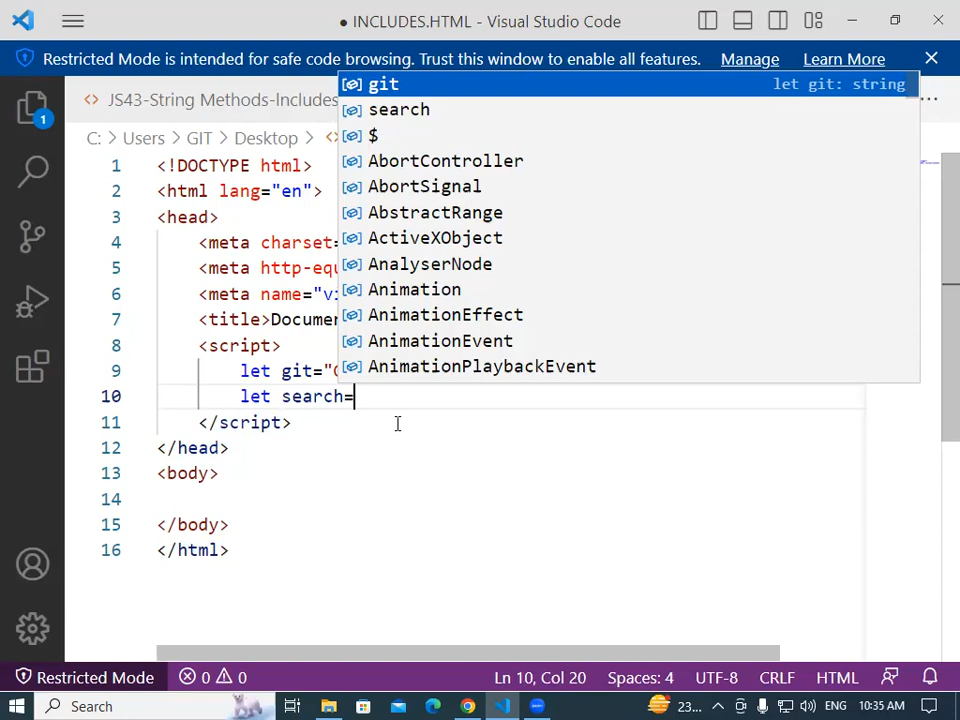 ● INCLUDES.HTML - Visual Studio Code
Restricted Mode is intended for safe code browsing. Trust this window to enable all features. Manage Learn More
JS43-String Methods-Includes
C: > Users > GIT > Desktop >
1 <!DOCTYPE html>
2 <html lang="en">
3 <head>
4 <meta charset=
5 <meta http-equ
6 <meta name="vi
7 <title>Documen
8 <script>
9 let git="
10 let search=
11 </script>
12 </head>
13 <body>
14
15 </body>
16 </html>
git let git: string
search
$
AbortController
AbortSignal
AbstractRange
ActiveXObject
AnalyserNode
Animation
AnimationEffect
AnimationEvent
AnimationPlaybackEvent
1
Restricted Mode 0 0 Ln 10, Col 20 Spaces: 4 UTF-8 CRLF HTML
Search 23... ENG 10:35 AM